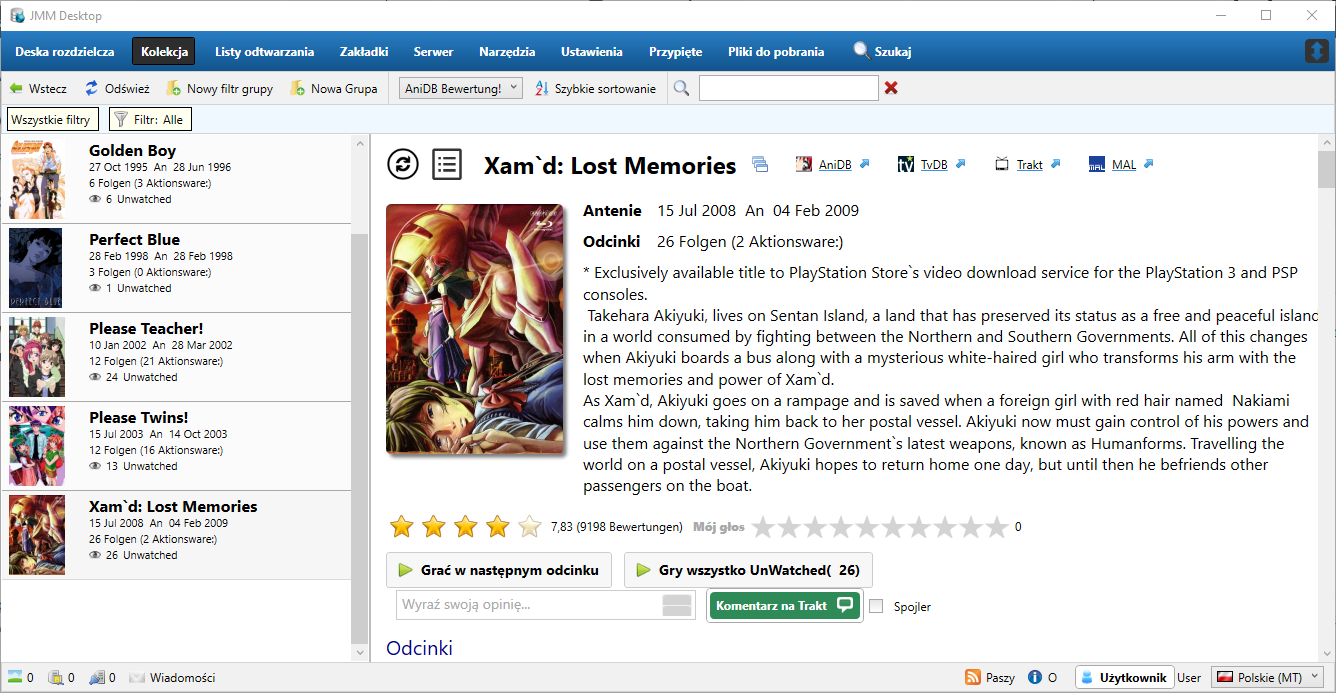 JMM Desktop
Deska rozdzielcza Kolekcja Listy odtwarzania Zakładki Serwer Narzędzia Ustawienia Przypięte Pliki do pobrania Szukaj
Wstecz Odśwież Nowy filtr grupy Nowa Grupa AniDB Bewertung! Szybkie sortowanie
Wszystkie filtry Filtr: Alle
Golden Boy
27 Oct 1995 An 28 Jun 1996
6 Folgen (3 Aktionsware:)
6 Unwatched
Perfect Blue
28 Feb 1998 An 28 Feb 1998
3 Folgen (0 Aktionsware:)
1 Unwatched
PERFECT BLUE
Please Teacher!
10 Jan 2002 An 28 Mar 2002
12 Folgen (21 Aktionsware:)
24 Unwatched
Please Twins!
15 Jul 2003 An 14 Oct 2003
12 Folgen (16 Aktionsware:)
13 Unwatched
Xam`d: Lost Memories
15 Jul 2008 An 04 Feb 2009
26 Folgen (2 Aktionsware:)
26 Unwatched
Xam`d: Lost Memories AniDB TvDB Trakt MAL
Antenie 15 Jul 2008 An 04 Feb 2009
Odcinki 26 Folgen (2 Aktionsware:)
* Exclusively available title to PlayStation Store`s video download service for the PlayStation 3 and PSP
consoles.
Takehara Akiyuki, lives on Sentan Island, a land that has preserved its status as a free and peaceful island
in a world consumed by fighting between the Northern and Southern Governments. All of this changes
when Akiyuki boards a bus along with a mysterious white-haired girl who transforms his arm with the
lost memories and power of Xam`d.
As Xam`d, Akiyuki goes on a rampage and is saved when a foreign girl with red hair named Nakiami
calms him down, taking him back to her postal vessel. Akiyuki now must gain control of his powers and
use them against the Northern Government`s latest weapons, known as Humanforms. Travelling the
world on a postal vessel, Akiyuki hopes to return home one day, but until then he befriends other
passengers on the boat.
7,83 (9198 Bewertungen) Mój głos 0
Grać w następnym odcinku Gry wszystko UnWatched( 26)
Wyraź swoją opinię... Komentarz na Trakt Spojler
Odcinki
0 0 0 Wiadomości Paszy O Użytkownik User Polskie (MT)